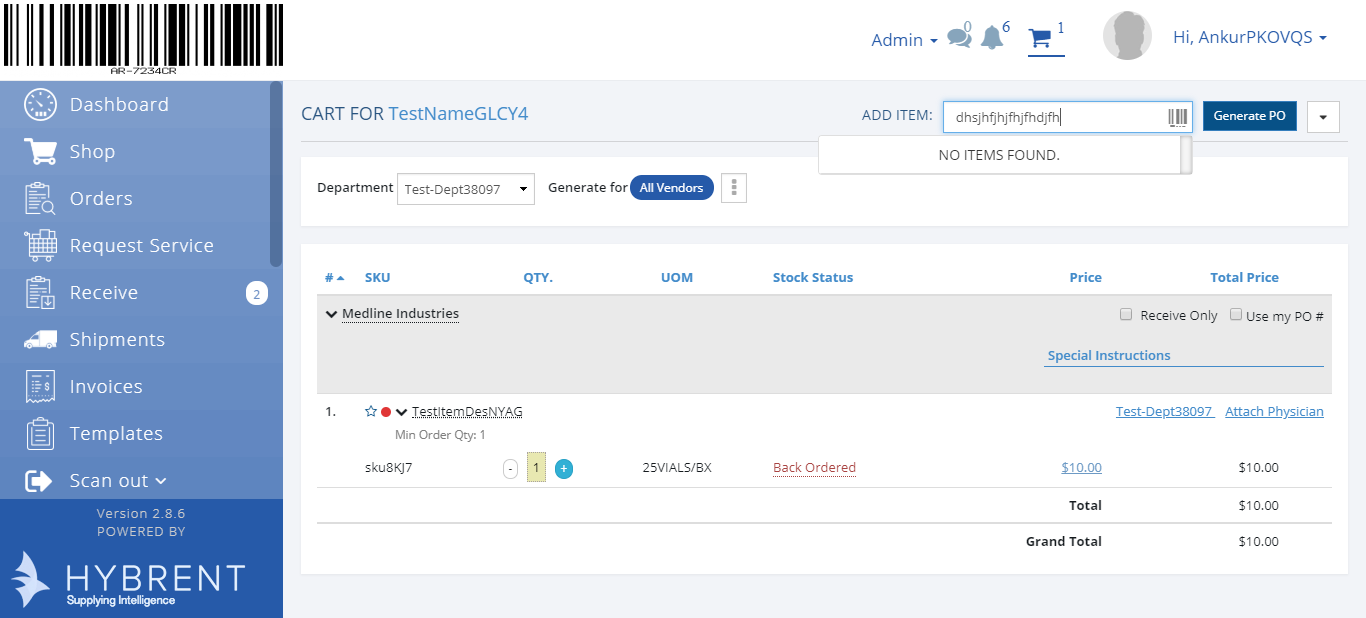 AR-7234CR
Admin 0 6 1 Hi, AnkurPKOVQS
Dashboard
Shop
Orders
Request Service
Receive 2
Shipments
Invoices
Templates
Scan out
Version 2.8.6
POWERED BY
HYBRENT
Supplying Intelligence
CART FOR TestNameGLCY4 ADD ITEM: dhsjhfjhjfhjfhdjfh Generate PO
NO ITEMS FOUND.
Department Test-Dept38097 Generate for All Vendors
# SKU QTY. UOM Stock Status Price Total Price
Medline Industries Receive Only Use my PO #
Special Instructions
1. TestItemDesNYAG Test-Dept38097 Attach Physician
Min Order Qty: 1
sku8KJ7 - 1 + 25VIALS/BX Back Ordered $10.00 $10.00
Total $10.00
Grand Total $10.00